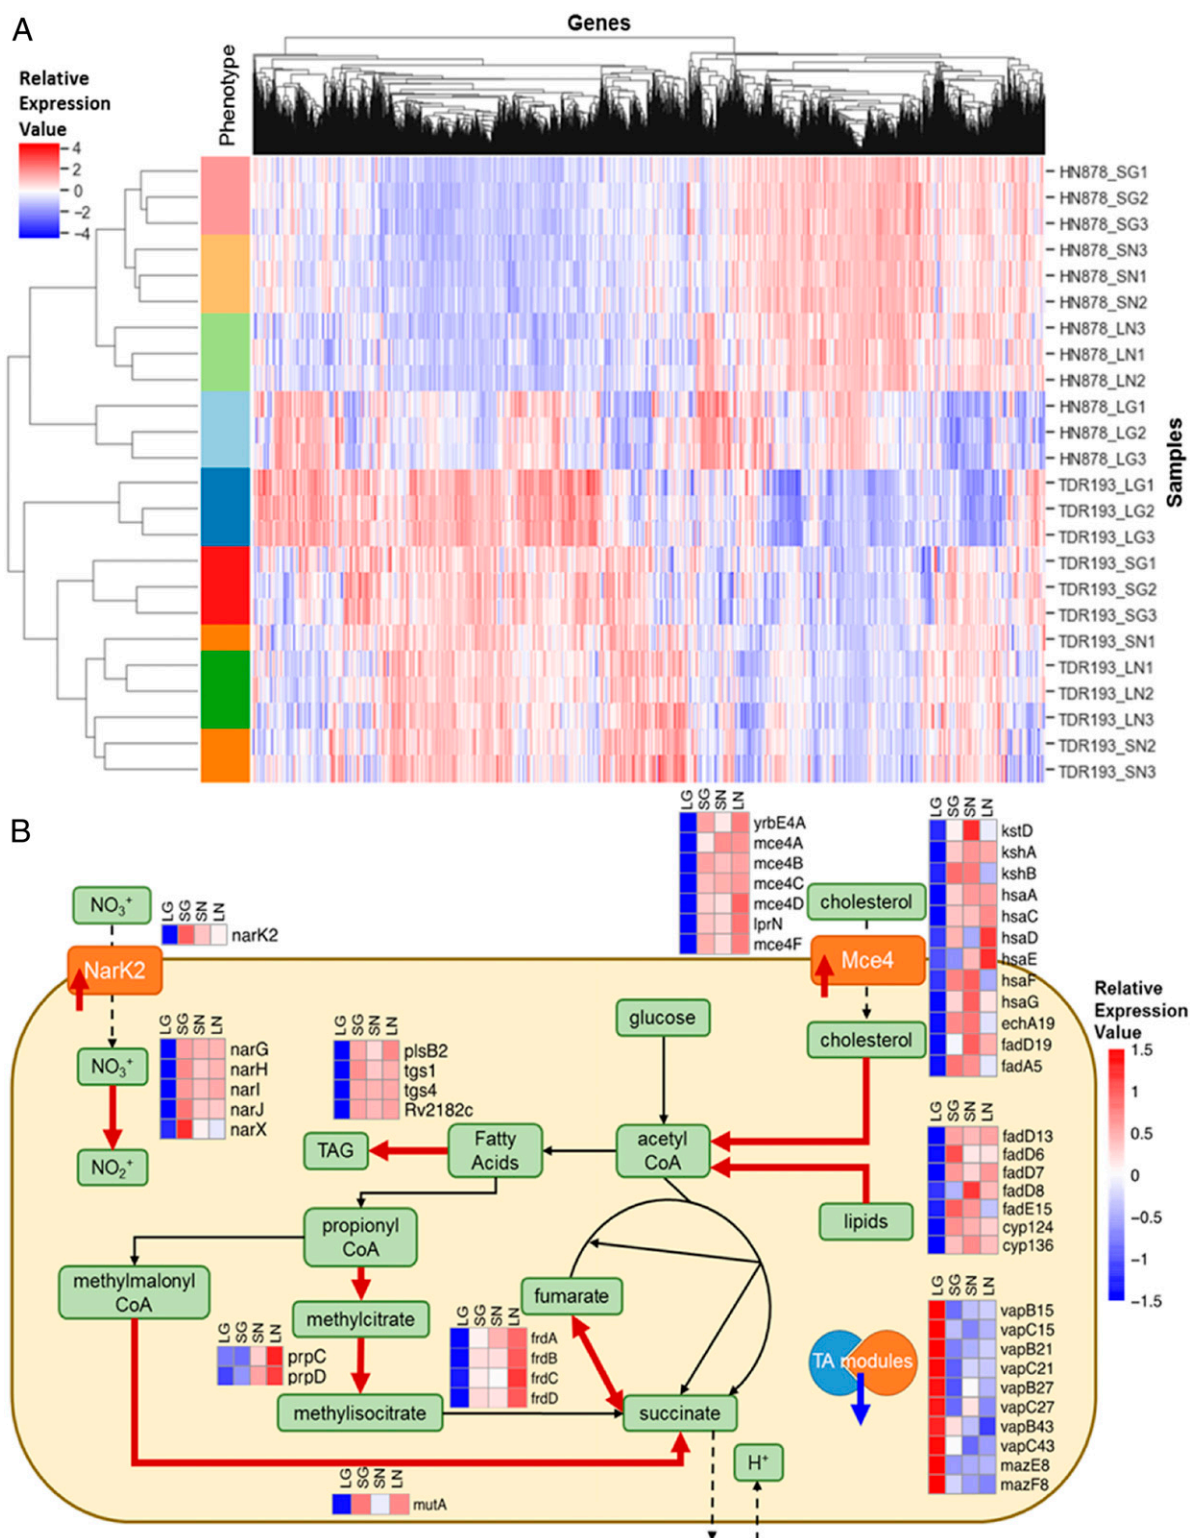 A
Genes
Relative
Expression
Value
4
2
0
−2
−4
Phenotype
HN878_SG1
HN878_SG2
HN878_SG3
HN878_SN3
HN878_SN1
HN878_SN2
HN878_LN3
HN878_LN1
HN878_LN2
HN878_LG1
HN878_LG2
HN878_LG3
TDR193_LG1
TDR193_LG2
TDR193_LG3
TDR193_SG1
TDR193_SG2
TDR193_SG3
TDR193_SN1
TDR193_LN1
TDR193_LN2
TDR193_LN3
TDR193_SN2
TDR193_SN3
Samples
B
NO3+
LG SG SN LN
narK2
NarK2
NO3+
LG SG SN LN
narG
narH
narI
narJ
narX
NO2+
LG SG SN LN
plsB2
tgs1
tgs4
Rv2182c
TAG
Fatty
Acids
glucose
acetyl
CoA
LG SG SN LN
yrbE4A
mce4A
mce4B
mce4C
mce4D
lprN
mce4F
cholesterol
Mce4
cholesterol
LG SG SN LN
kstD
kshA
kshB
hsaA
hsaC
hsaD
hsaE
hsaF
hsaG
echA19
fadD19
fadA5
Relative
Expression
Value
1.5
1
0.5
0
−0.5
−1
−1.5
LG SG SN LN
fadD13
fadD6
fadD7
fadD8
fadE15
cyp124
cyp136
lipids
propionyl
CoA
methylmalonyl
CoA
methylcitrate
LG SG SN LN
prpC
prpD
methylisocitrate
fumarate
LG SG SN LN
frdA
frdB
frdC
frdD
succinate
H+
LG SG SN LN
mutA
TA modules
LG SG SN LN
vapB15
vapC15
vapB21
vapC21
vapB27
vapC27
vapB43
vapC43
mazE8
mazF8